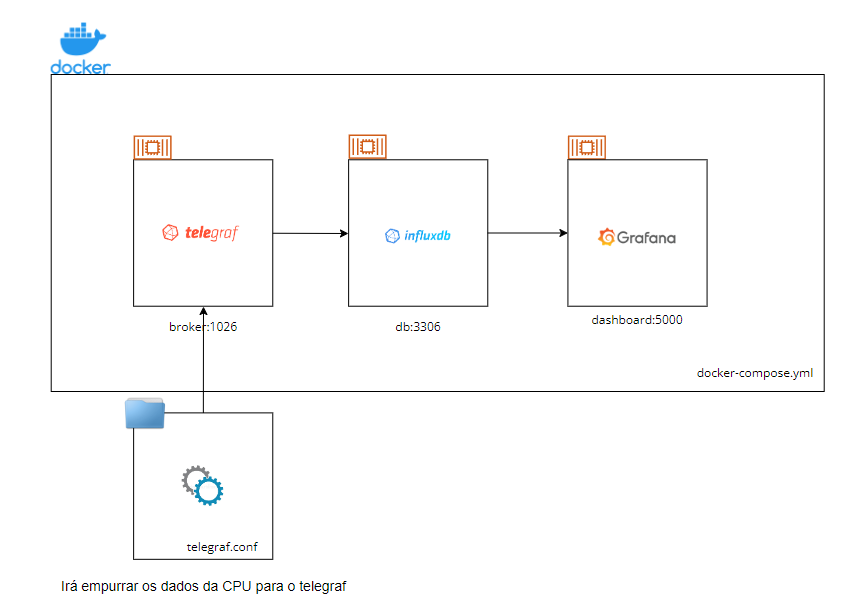 docker
telegraf
influxdb
Grafana
broker:1026
db:3306
dashboard:5000
docker-compose.yml
telegraf.conf
Irá empurrar os dados da CPU para o telegraf